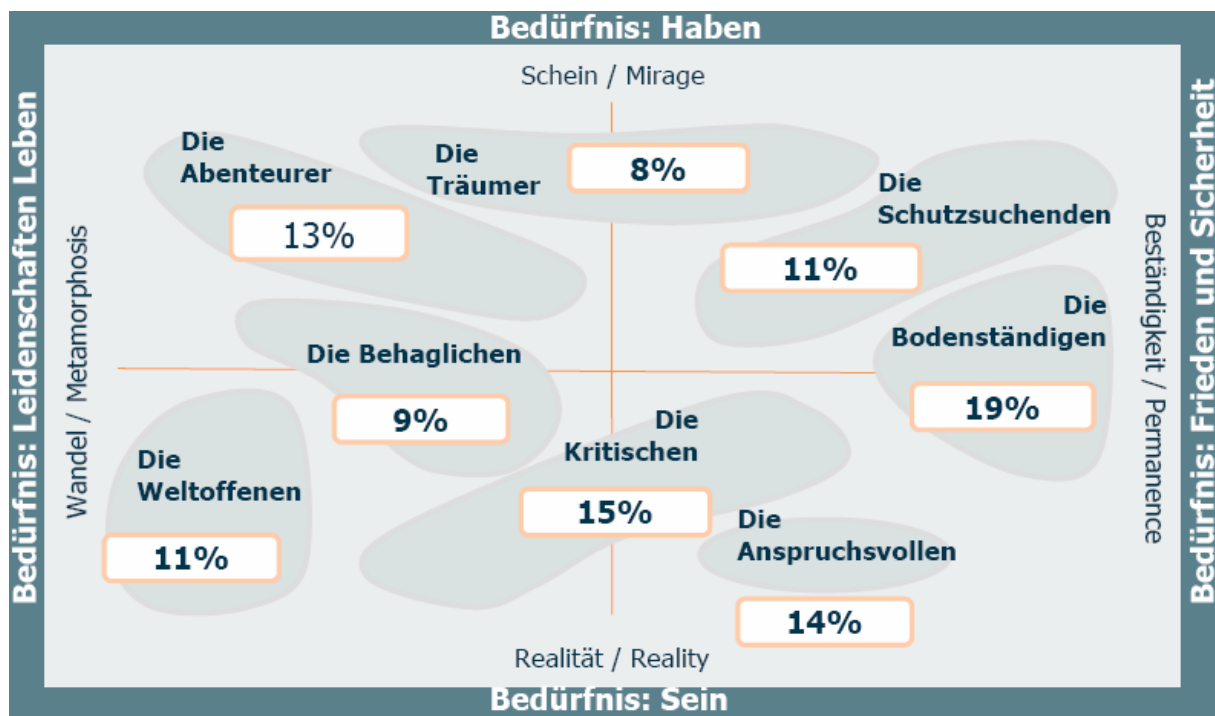 Bedürfnis: Haben
Schein / Mirage
Bedürfnis: Leidenschaften Leben
Wandel / Metamorphosis
Die
Abenteurer
13%
Die
Träumer
8%
Die
Schutzsuchenden
11%
Die
Bodenständigen
19%
Die Behaglichen
9%
Die
Kritischen
15%
Die
Weltoffenen
11%
Die
Anspruchsvollen
14%
Beständigkeit / Permanence
Bedürfnis: Frieden und Sicherheit
Realität / Reality
Bedürfnis: Sein